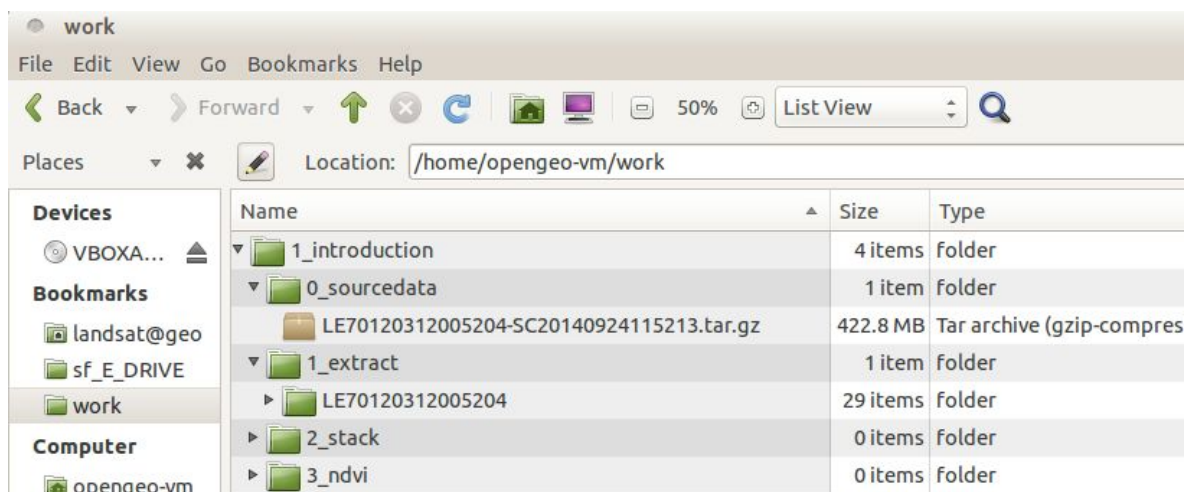 work
File Edit View Go Bookmarks Help
Back Forward 50% List View
Places Location: /home/opengeo-vm/work
Devices Name Size Type
VBOXA... 1_introduction 4 items folder
Bookmarks 0_sourcedata 1 item folder
landsat@geo LE70120312005204-SC20140924115213.tar.gz 422.8 MB Tar archive (gzip-compres
sf_E_DRIVE 1_extract 1 item folder
work LE70120312005204 29 items folder
Computer 2_stack 0 items folder
opengeo-vm 3_ndvi 0 items folder